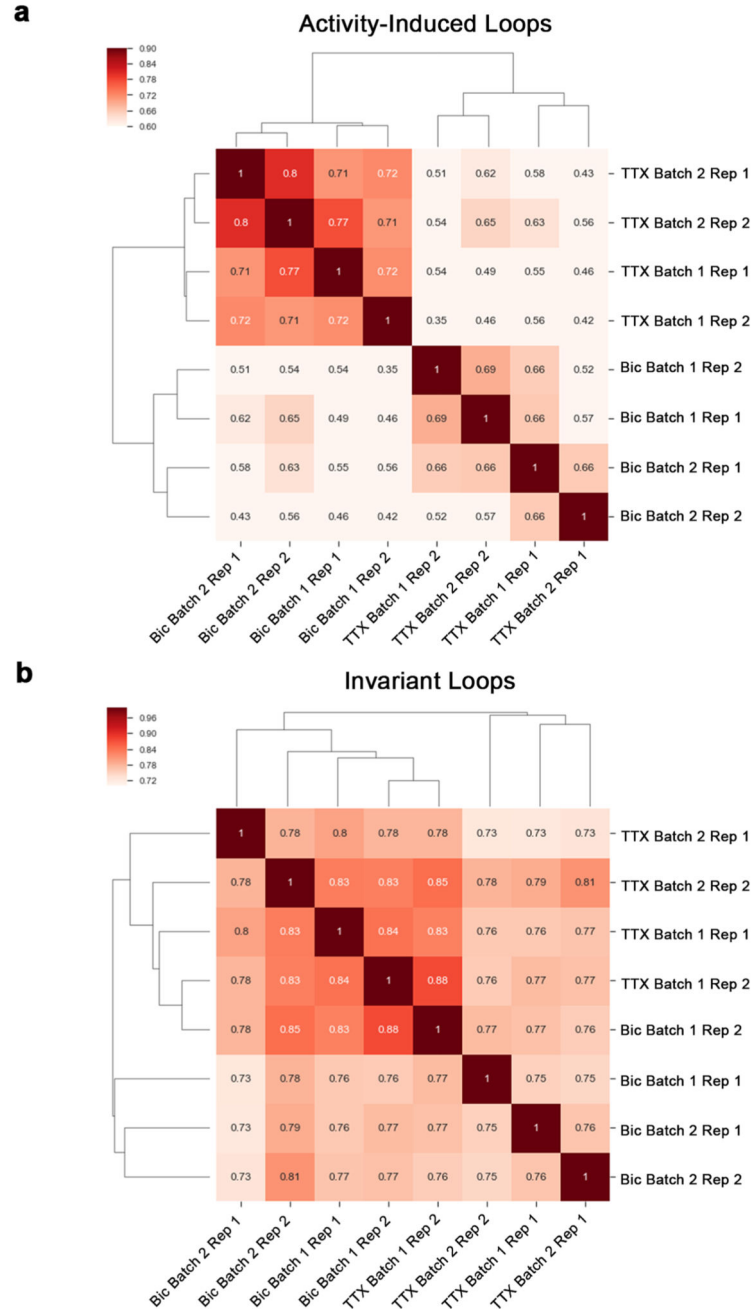 a
Activity-Induced Loops
0.90
0.84
0.78
0.72
0.66
0.60
1 0.8 0.71 0.72 0.51 0.62 0.58 0.43 TTX Batch 2 Rep 1
0.8 1 0.77 0.71 0.54 0.65 0.63 0.56 TTX Batch 2 Rep 2
0.71 0.77 1 0.72 0.54 0.49 0.55 0.46 TTX Batch 1 Rep 1
0.72 0.71 0.72 1 0.35 0.46 0.56 0.42 TTX Batch 1 Rep 2
0.51 0.54 0.54 0.35 1 0.69 0.66 0.52 Bic Batch 1 Rep 2
0.62 0.65 0.49 0.46 0.69 1 0.66 0.57 Bic Batch 1 Rep 1
0.58 0.63 0.55 0.56 0.66 0.66 1 0.66 Bic Batch 2 Rep 1
0.43 0.56 0.46 0.42 0.52 0.57 0.66 1 Bic Batch 2 Rep 2
Bic Batch 2 Rep 1
Bic Batch 2 Rep 2
Bic Batch 1 Rep 1
Bic Batch 1 Rep 2
TTX Batch 1 Rep 2
TTX Batch 2 Rep 2
TTX Batch 1 Rep 1
TTX Batch 2 Rep 1
b
Invariant Loops
0.96
0.90
0.84
0.78
0.72
1 0.78 0.8 0.78 0.78 0.73 0.73 0.73 TTX Batch 2 Rep 1
0.78 1 0.83 0.83 0.85 0.78 0.79 0.81 TTX Batch 2 Rep 2
0.8 0.83 1 0.84 0.83 0.76 0.76 0.77 TTX Batch 1 Rep 1
0.78 0.83 0.84 1 0.88 0.76 0.77 0.77 TTX Batch 1 Rep 2
0.78 0.85 0.83 0.88 1 0.77 0.77 0.76 Bic Batch 1 Rep 2
0.73 0.78 0.76 0.76 0.77 1 0.75 0.75 Bic Batch 1 Rep 1
0.73 0.79 0.76 0.77 0.77 0.75 1 0.76 Bic Batch 2 Rep 1
0.73 0.81 0.77 0.77 0.76 0.75 0.76 1 Bic Batch 2 Rep 2
Bic Batch 2 Rep 1
Bic Batch 2 Rep 2
Bic Batch 1 Rep 1
Bic Batch 1 Rep 2
TTX Batch 1 Rep 2
TTX Batch 2 Rep 2
TTX Batch 1 Rep 1
TTX Batch 2 Rep 1